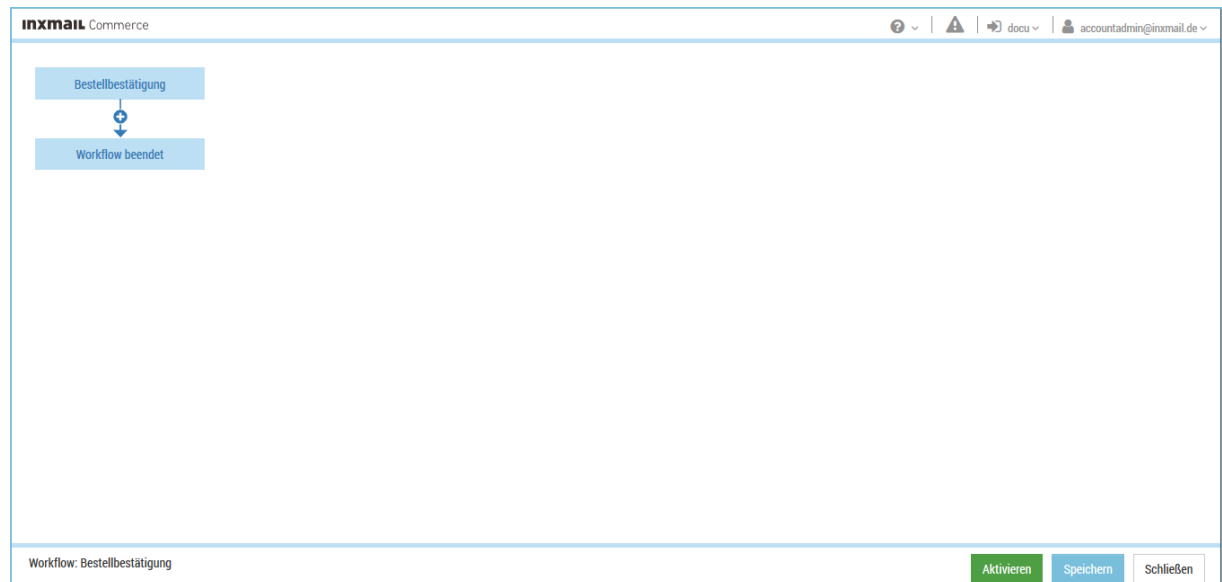 Inxmail Commerce
docu
accountadmin@inxmail.de
Bestellbestätigung
Workflow beendet
Workflow: Bestellbestätigung
Aktivieren
Speichern
Schließen